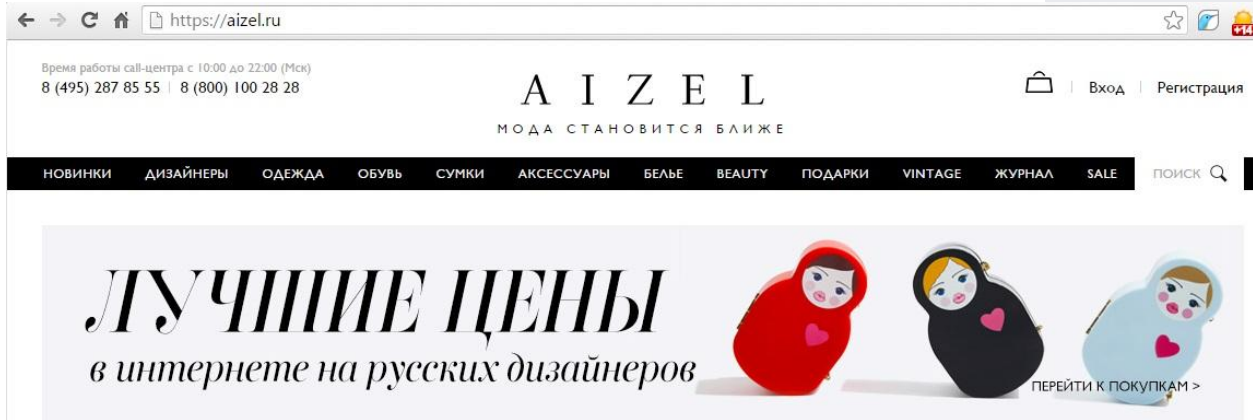 https://aizel.ru
+14
Время работы call-центра с 10:00 до 22:00 (Мск)
8 (495) 287 85 55 | 8 (800) 100 28 28
AIZEL
МОДА СТАНОВИТСЯ БЛИЖЕ
Вход | Регистрация
НОВИНКИ ДИЗАЙНЕРЫ ОДЕЖДА ОБУВЬ СУМКИ АКСЕССУАРЫ БЕЛЬЕ BEAUTY ПОДАРКИ VINTAGE ЖУРНАЛ SALE ПОИСК
ЛУЧШИЕ ЦЕНЫ
в интернете на русских дизайнеров
ПЕРЕЙТИ К ПОКУПКАМ >